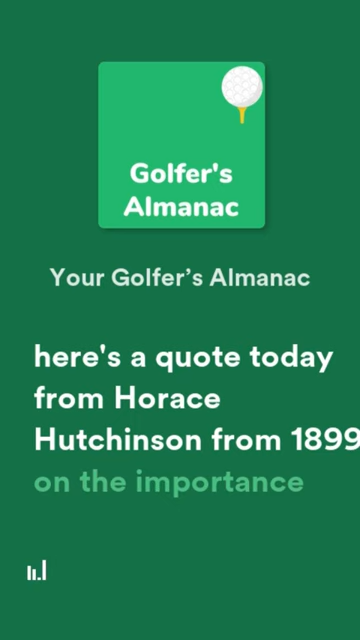 Golfer's
Almanac
Your Golfer’s Almanac
here's a quote today
from Horace
Hutchinson from 1899
on the importance